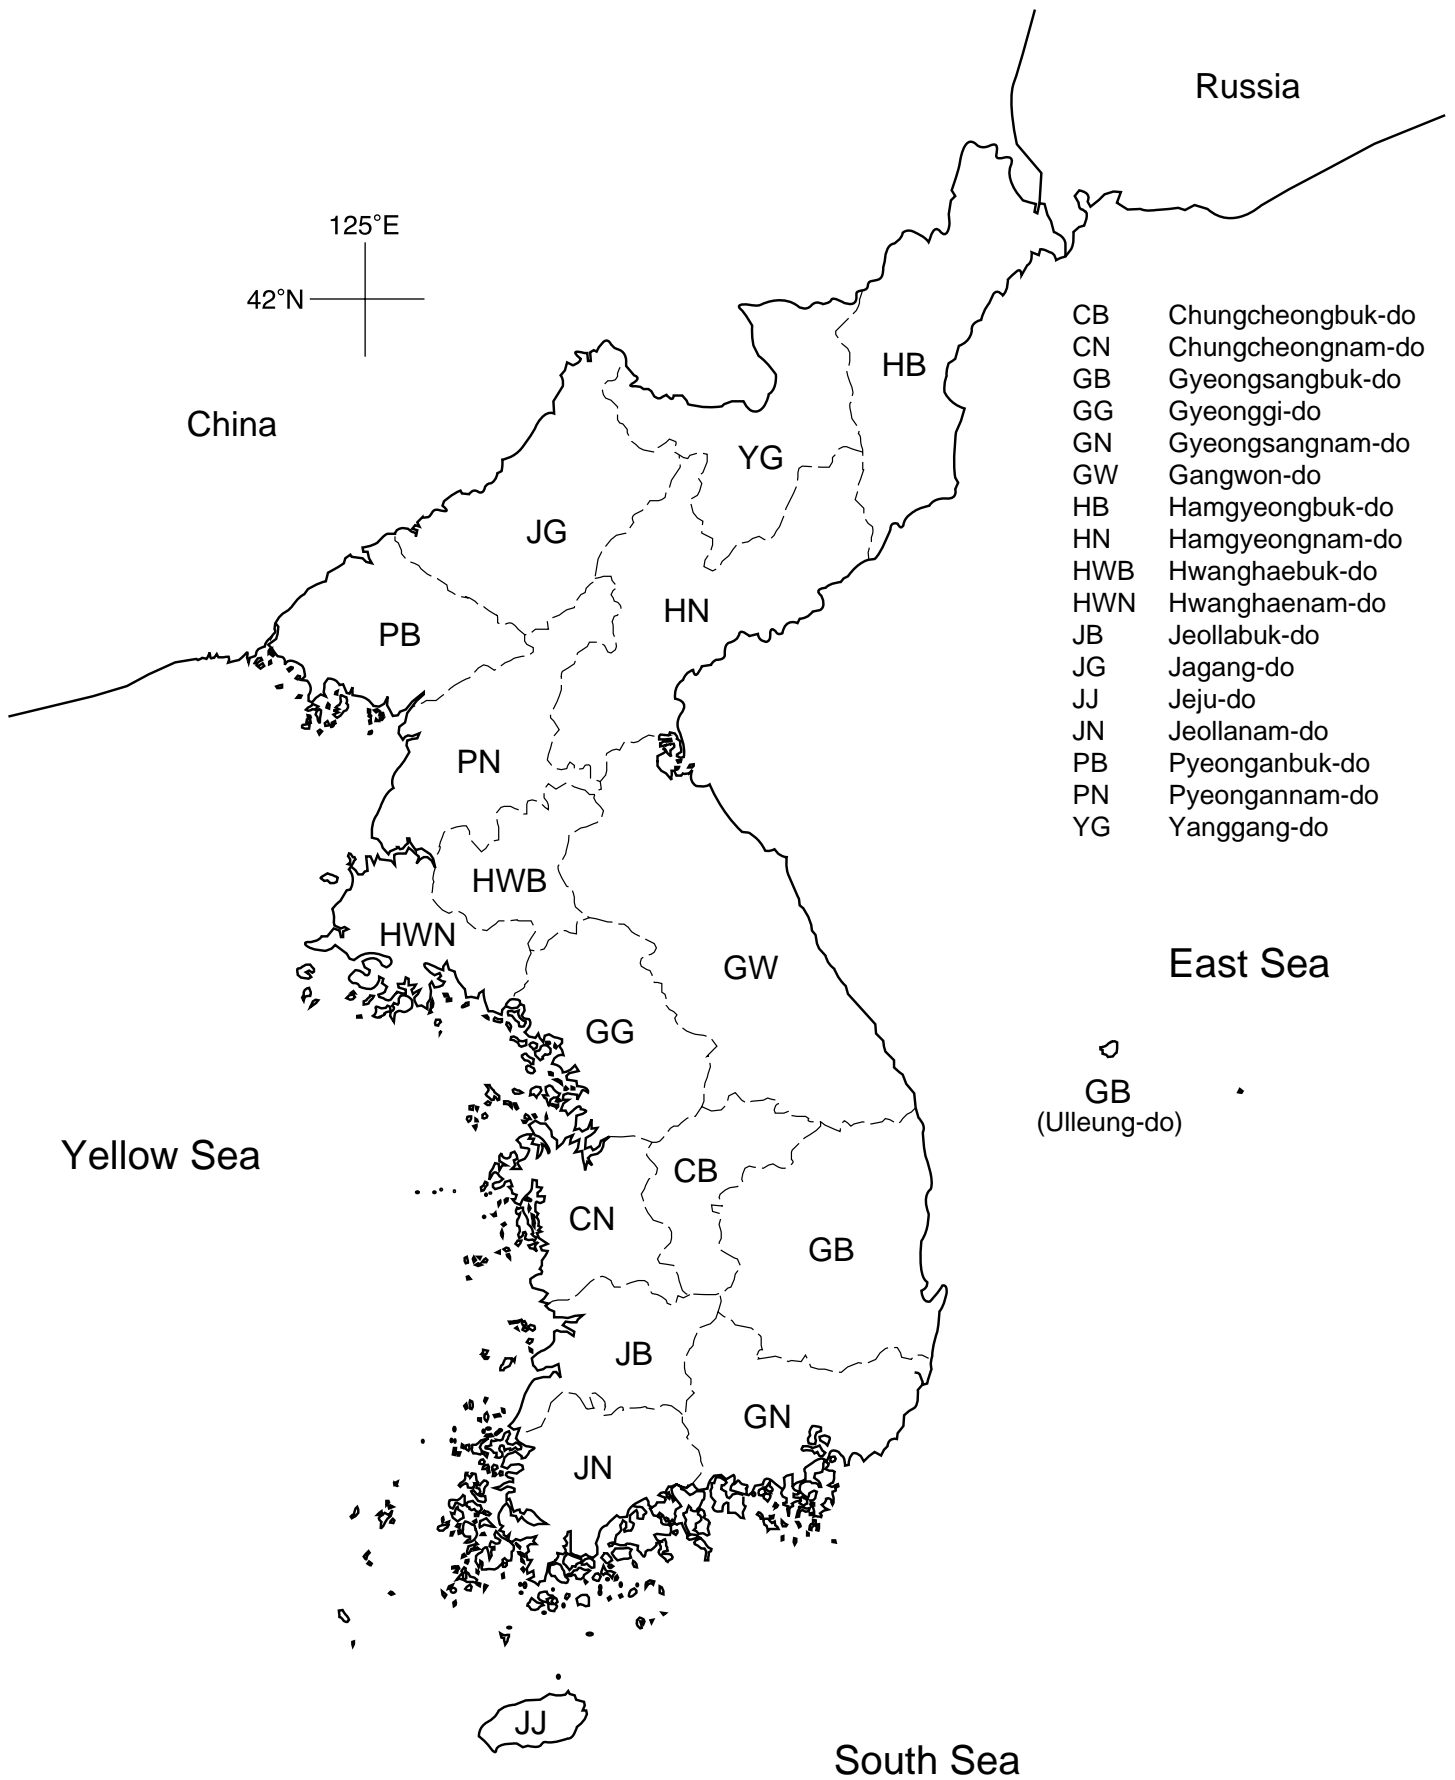 Russia
125°E
42°N
China
CB Chungcheongbuk-do
CN Chungcheongnam-do
GB Gyeongsangbuk-do
GG Gyeonggi-do
GN Gyeongsangnam-do
GW Gangwon-do
HB Hamgyeongbuk-do
HN Hamgyeongnam-do
HWB Hwanghaebuk-do
HWN Hwanghaenam-do
JB Jeollabuk-do
JG Jagang-do
JJ Jeju-do
JN Jeollanam-do
PB Pyeonganbuk-do
PN Pyeongannam-do
YG Yanggang-do
HB
YG
JG
HN
PB
PN
HWB
HWN
GW
East Sea
GG
GB
(Ulleung-do)
Yellow Sea
CB
CN
GB
JB
GN
JN
JJ
South Sea